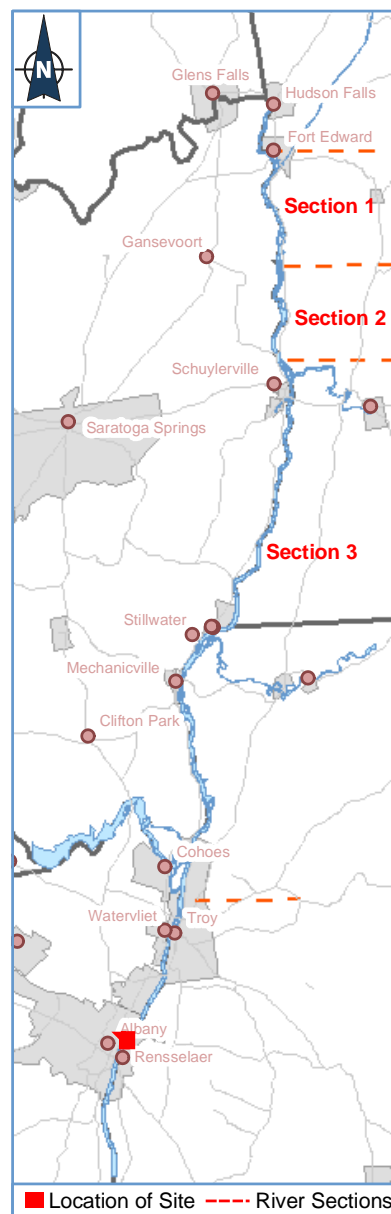 N
Glens Falls
Hudson Falls
Fort Edward
Section 1
Gansevoort
Section 2
Schuylerville
Saratoga Springs
Section 3
Stillwater
Mechanicville
Clifton Park
Cohoes
Watervliet
Troy
Albany
Rensselaer
Location of Site
River Sections